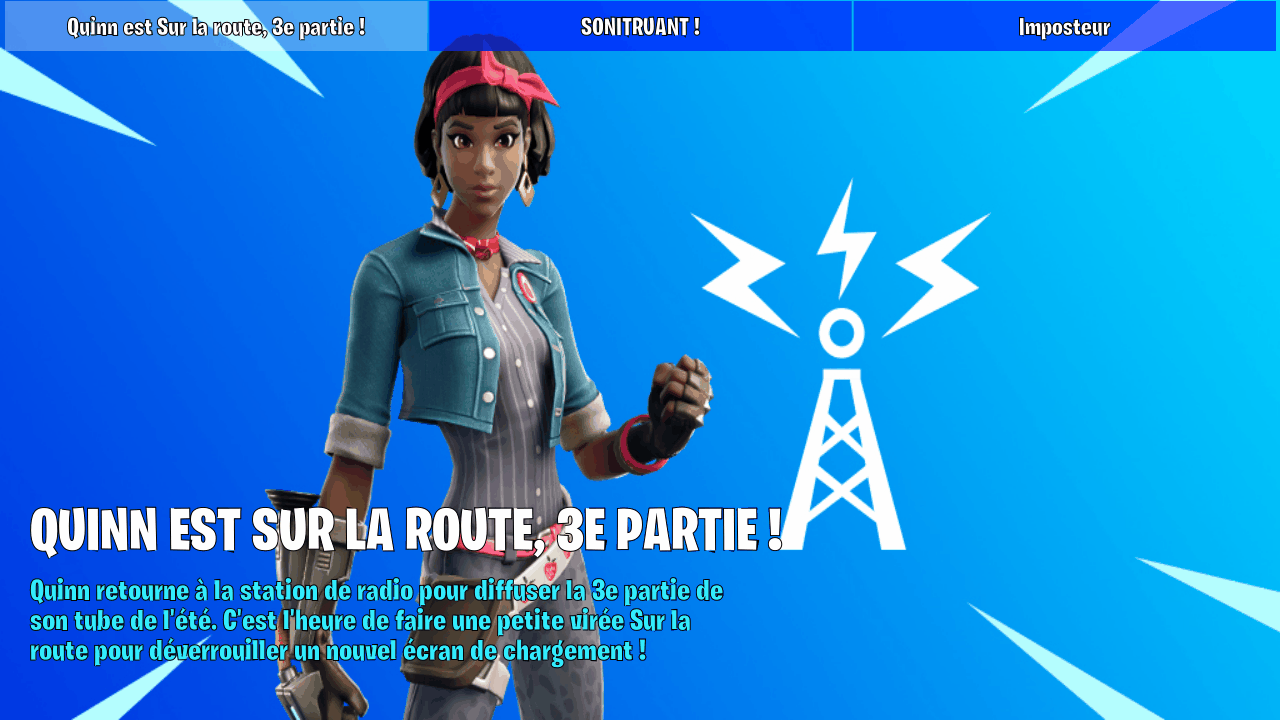 Quinn est Sur la route, 3e partie !
SONITRUANT !
Imposteur
QUINN EST SUR LA ROUTE, 3E PARTIE !
Quinn retourne à la station de radio pour diffuser la 3e partie de
son tube de l'été. C'est l'heure de faire une petite virée Sur la
route pour déverrouiller un nouvel écran de chargement !